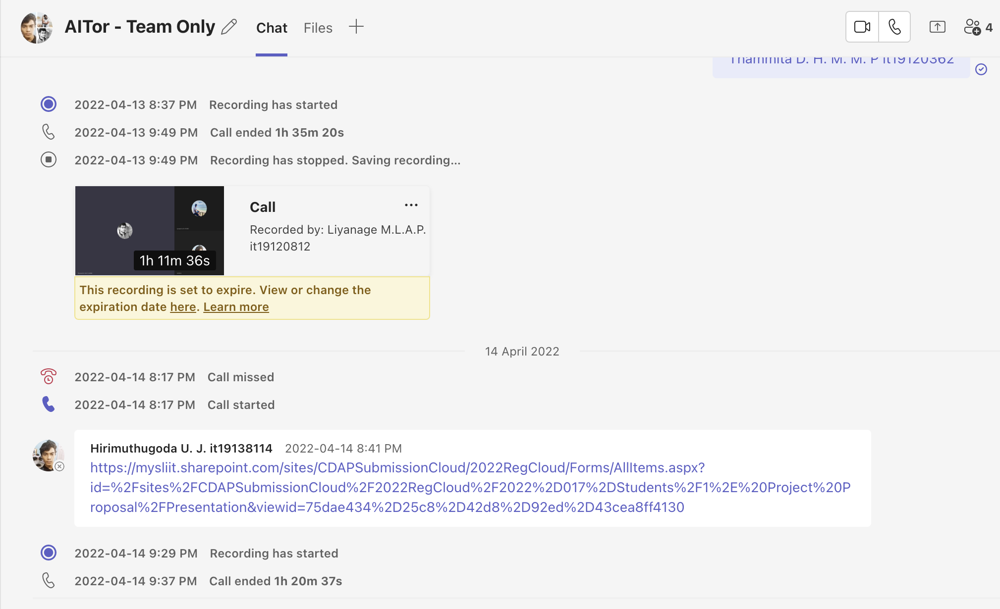 AITor - Team Only
Chat
Files
4
Thammita D. H. M. M. P it19120362
2022-04-13 8:37 PM Recording has started
2022-04-13 9:49 PM Call ended 1h 35m 20s
2022-04-13 9:49 PM Recording has stopped. Saving recording...
1h 11m 36s
Call
Recorded by: Liyanage M.L.A.P.
it19120812
This recording is set to expire. View or change the
expiration date here. Learn more
14 April 2022
2022-04-14 8:17 PM Call missed
2022-04-14 8:17 PM Call started
Hirimuthugoda U. J. it19138114 2022-04-14 8:41 PM
https://mysliit.sharepoint.com/sites/CDAPSubmissionCloud/2022RegCloud/Forms/AllItems.aspx?
id=%2Fsites%2FCDAPSubmissionCloud%2F2022RegCloud%2F2022%2D017%2DStudents%2F1%2E%20Project%20P
roposal%2FPresentation&viewid=75dae434%2D25c8%2D42d8%2D92ed%2D43cea8ff4130
2022-04-14 9:29 PM Recording has started
2022-04-14 9:37 PM Call ended 1h 20m 37s